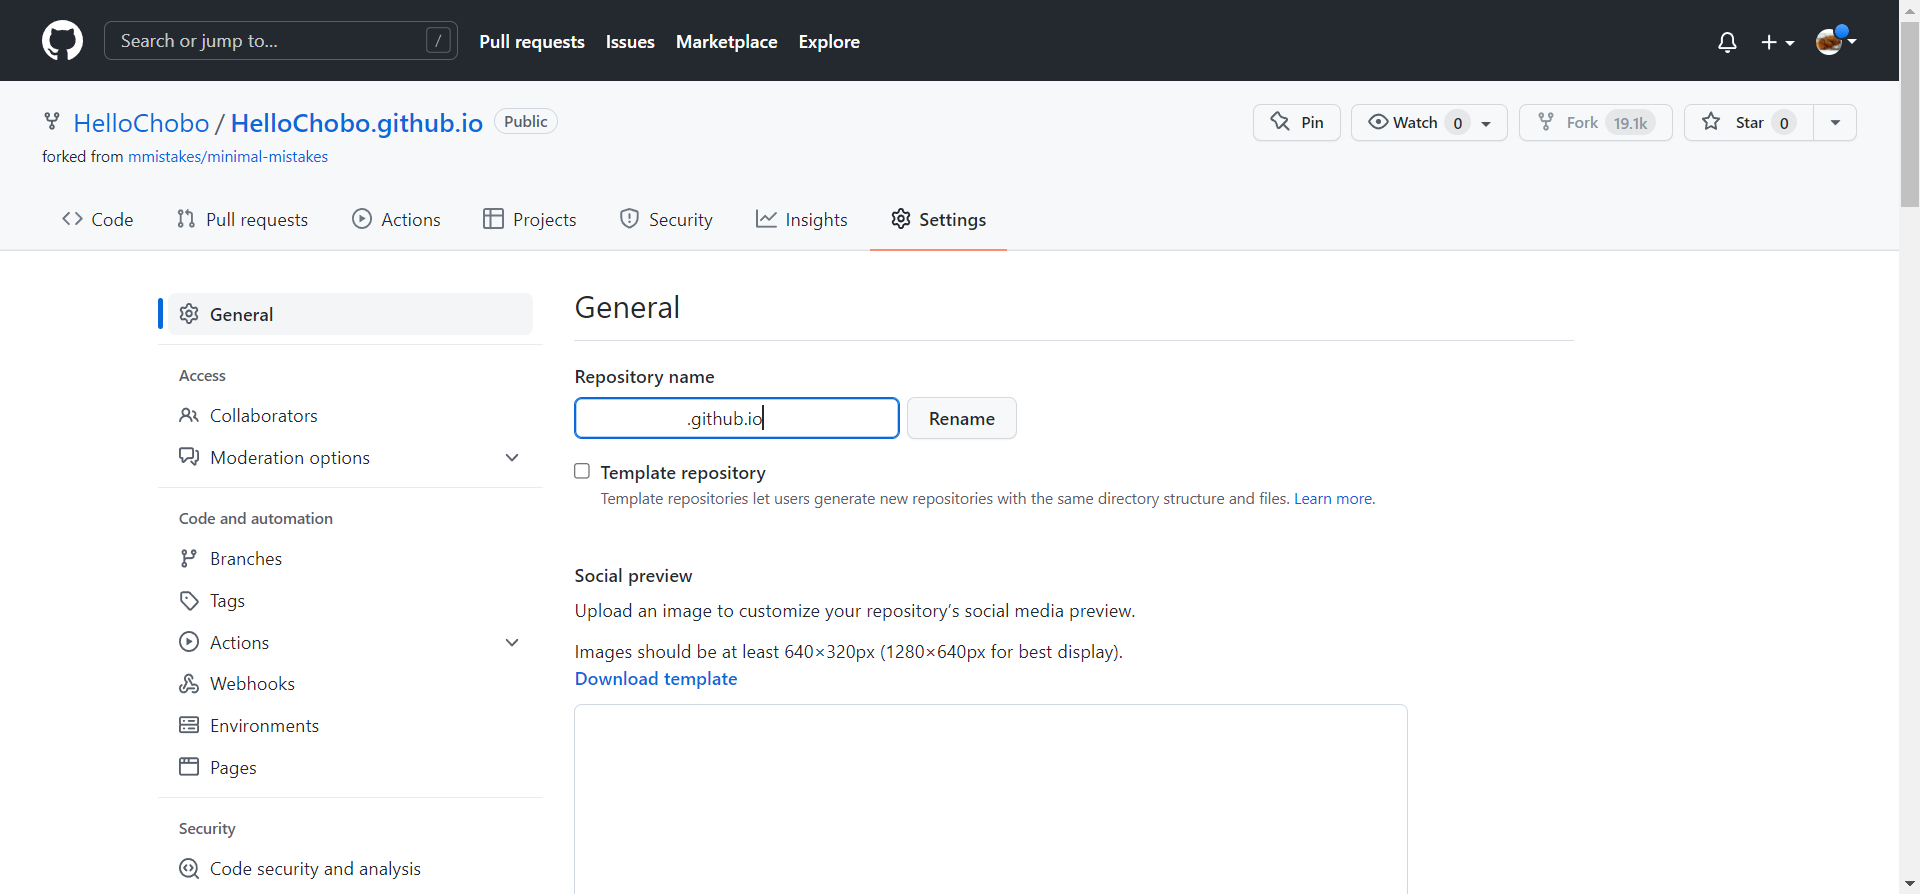 Search or jump to... /
Pull requests Issues Marketplace Explore
HelloChobo / HelloChobo.github.io Public
Pin Watch 0 Fork 19.1k Star 0
forked from mmistakes/minimal-mistakes
Code Pull requests Actions Projects Security Insights Settings
General
Access
Collaborators
Moderation options
Code and automation
Branches
Tags
Actions
Webhooks
Environments
Pages
Security
Code security and analysis
General
Repository name
.github.io Rename
Template repository
Template repositories let users generate new repositories with the same directory structure and files. Learn more.
Social preview
Upload an image to customize your repository’s social media preview.
Images should be at least 640×320px (1280×640px for best display).
Download template